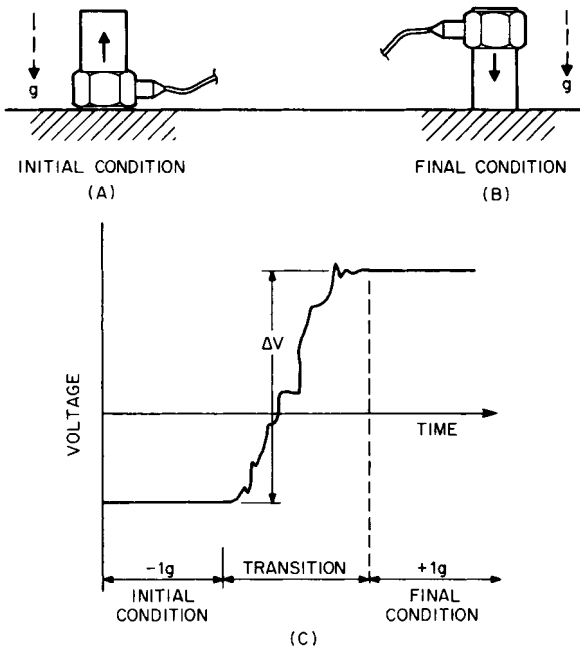 g
g
INITIAL CONDITION
FINAL CONDITION
(A)
(B)
VOLTAGE
ΔV
TIME
-1g
TRANSITION
+1g
INITIAL
CONDITION
FINAL
CONDITION
(C)